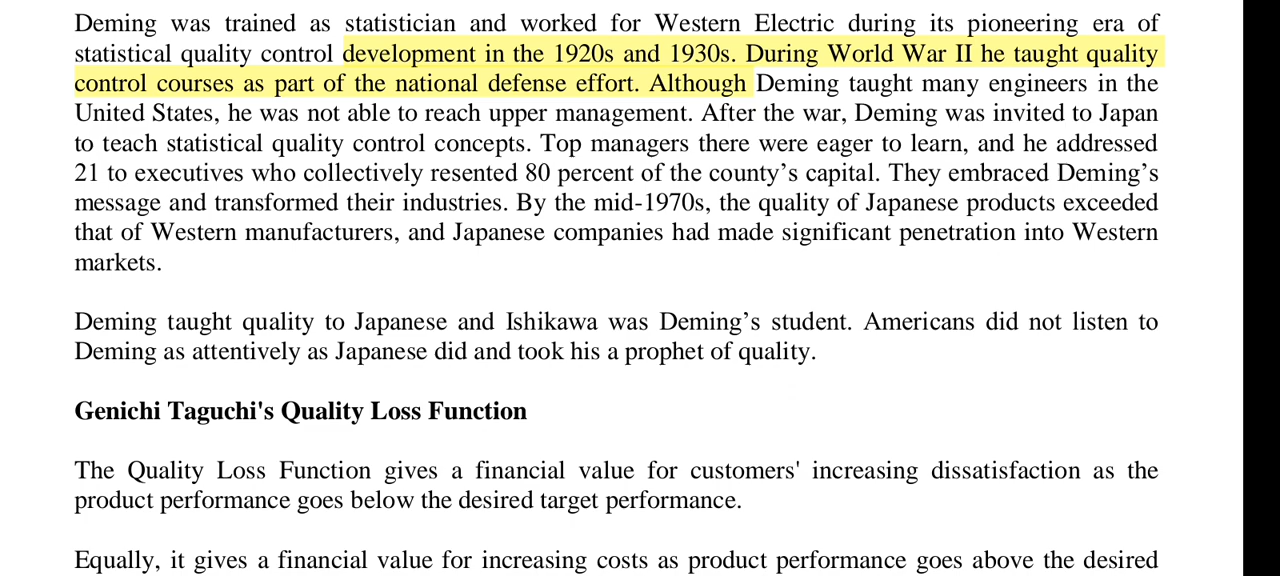 Deming was trained as statistician and worked for Western Electric during its pioneering era of
statistical quality control development in the 1920s and 1930s. During World War II he taught quality
control courses as part of the national defense effort. Although Deming taught many engineers in the
United States, he was not able to reach upper management. After the war, Deming was invited to Japan
to teach statistical quality control concepts. Top managers there were eager to learn, and he addressed
21 to executives who collectively resented 80 percent of the county’s capital. They embraced Deming’s
message and transformed their industries. By the mid-1970s, the quality of Japanese products exceeded
that of Western manufacturers, and Japanese companies had made significant penetration into Western
markets.
Deming taught quality to Japanese and Ishikawa was Deming’s student. Americans did not listen to
Deming as attentively as Japanese did and took his a prophet of quality.
Genichi Taguchi's Quality Loss Function
The Quality Loss Function gives a financial value for customers' increasing dissatisfaction as the
product performance goes below the desired target performance.
Equally, it gives a financial value for increasing costs as product performance goes above the desired